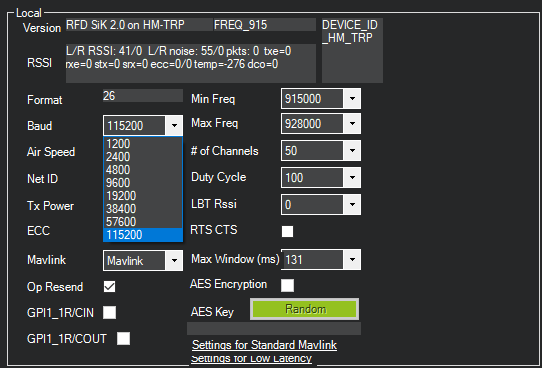 Local
Version RFD SiK 2.0 on HM-TRP FREQ_915 DEVICE_ID
_HM_TRP
RSSI L/R RSSI: 41/0 L/R noise: 55/0 pkts: 0 txe=0
rxe=0 stx=0 srx=0 ecc=0/0 temp=-276 dco=0
Format 26 Min Freq 915000
Baud 115200 Max Freq 928000
1200
2400
4800
9600
19200
38400
57600
115200
Air Speed # of Channels 50
Net ID Duty Cycle 100
Tx Power LBT Rssi 0
ECC RTS CTS
Mavlink Mavlink Max Window (ms) 131
Op Resend AES Encryption
GPI1_1R/CIN AES Key Random
GPI1_1R/COUT
Settings for Standard Mavlink
Settings for Low Latency